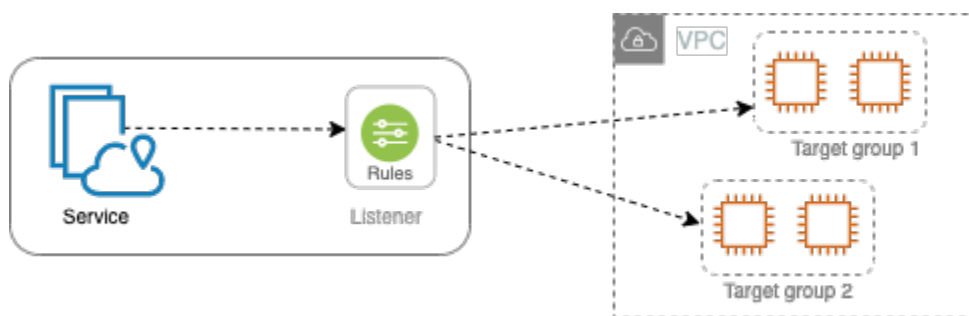 VPC
Target group 1
Rules
Service
Listener
Target group 2